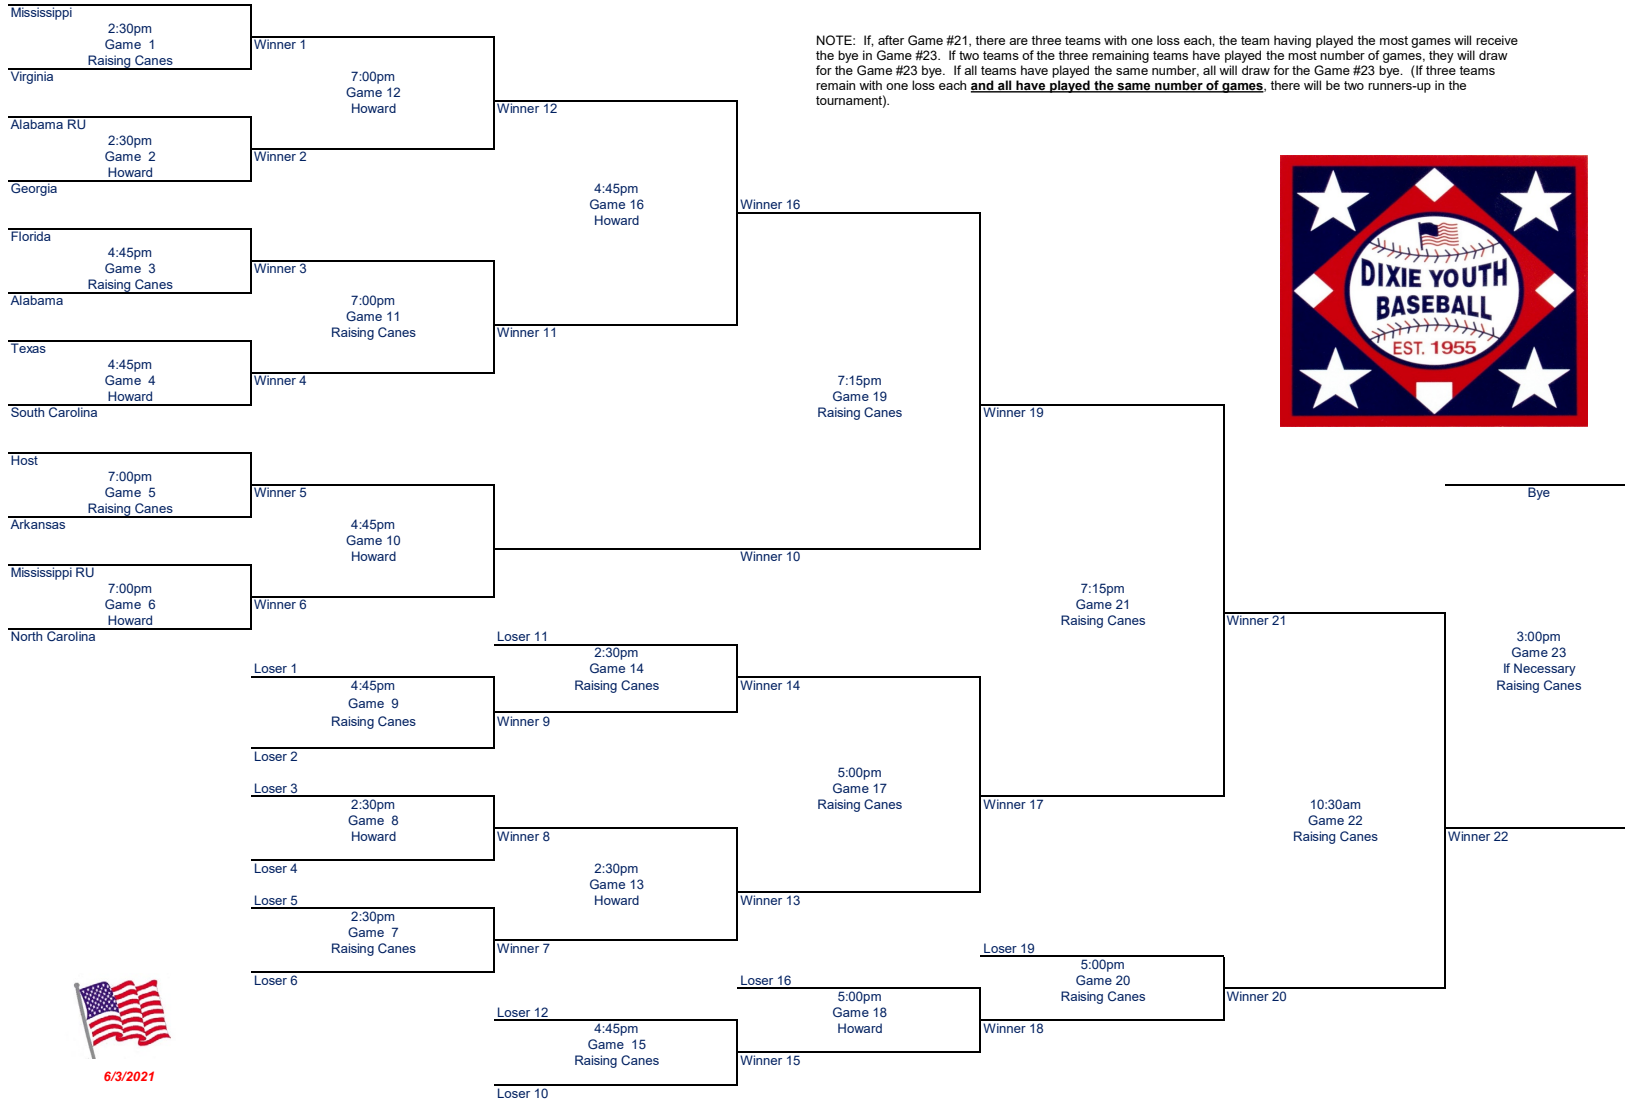 Mississippi
2:30pm
Game 1
Raising Canes
Virginia
Winner 1
Alabama RU
2:30pm
Game 2
Howard
Georgia
Winner 2
Florida
4:45pm
Game 3
Raising Canes
Alabama
Winner 3
Texas
4:45pm
Game 4
Howard
South Carolina
Winner 4
Host
7:00pm
Game 5
Raising Canes
Arkansas
Winner 5
Mississippi RU
7:00pm
Game 6
Howard
North Carolina
Winner 6
7:00pm
Game 12
Howard
Winner 12
7:00pm
Game 11
Raising Canes
Winner 11
4:45pm
Game 10
Howard
Winner 10
4:45pm
Game 16
Howard
Winner 16
7:15pm
Game 19
Raising Canes
Winner 19
NOTE: If, after Game #21, there are three teams with one loss each, the team having played the most games will receive
the bye in Game #23. If two teams of the three remaining teams have played the most number of games, they will draw
for the Game #23 bye. If all teams have played the same number, all will draw for the Game #23 bye. (If three teams
remain with one loss each and all have played the same number of games, there will be two runners-up in the
tournament).
DIXIE YOUTH
BASEBALL
EST. 1955
Loser 1
4:45pm
Game 9
Raising Canes
Loser 2
Loser 11
2:30pm
Game 14
Raising Canes
Winner 9
Winner 14
Loser 3
2:30pm
Game 8
Howard
Loser 4
Winner 8
Loser 5
2:30pm
Game 7
Raising Canes
Loser 6
Winner 7
2:30pm
Game 13
Howard
Winner 13
5:00pm
Game 17
Raising Canes
Winner 17
7:15pm
Game 21
Raising Canes
Winner 21
Loser 12
4:45pm
Game 15
Raising Canes
Loser 10
Loser 16
5:00pm
Game 18
Howard
Winner 15
Loser 19
5:00pm
Game 20
Raising Canes
Winner 18
Winner 20
10:30am
Game 22
Raising Canes
Winner 22
Bye
3:00pm
Game 23
If Necessary
Raising Canes
6/3/2021